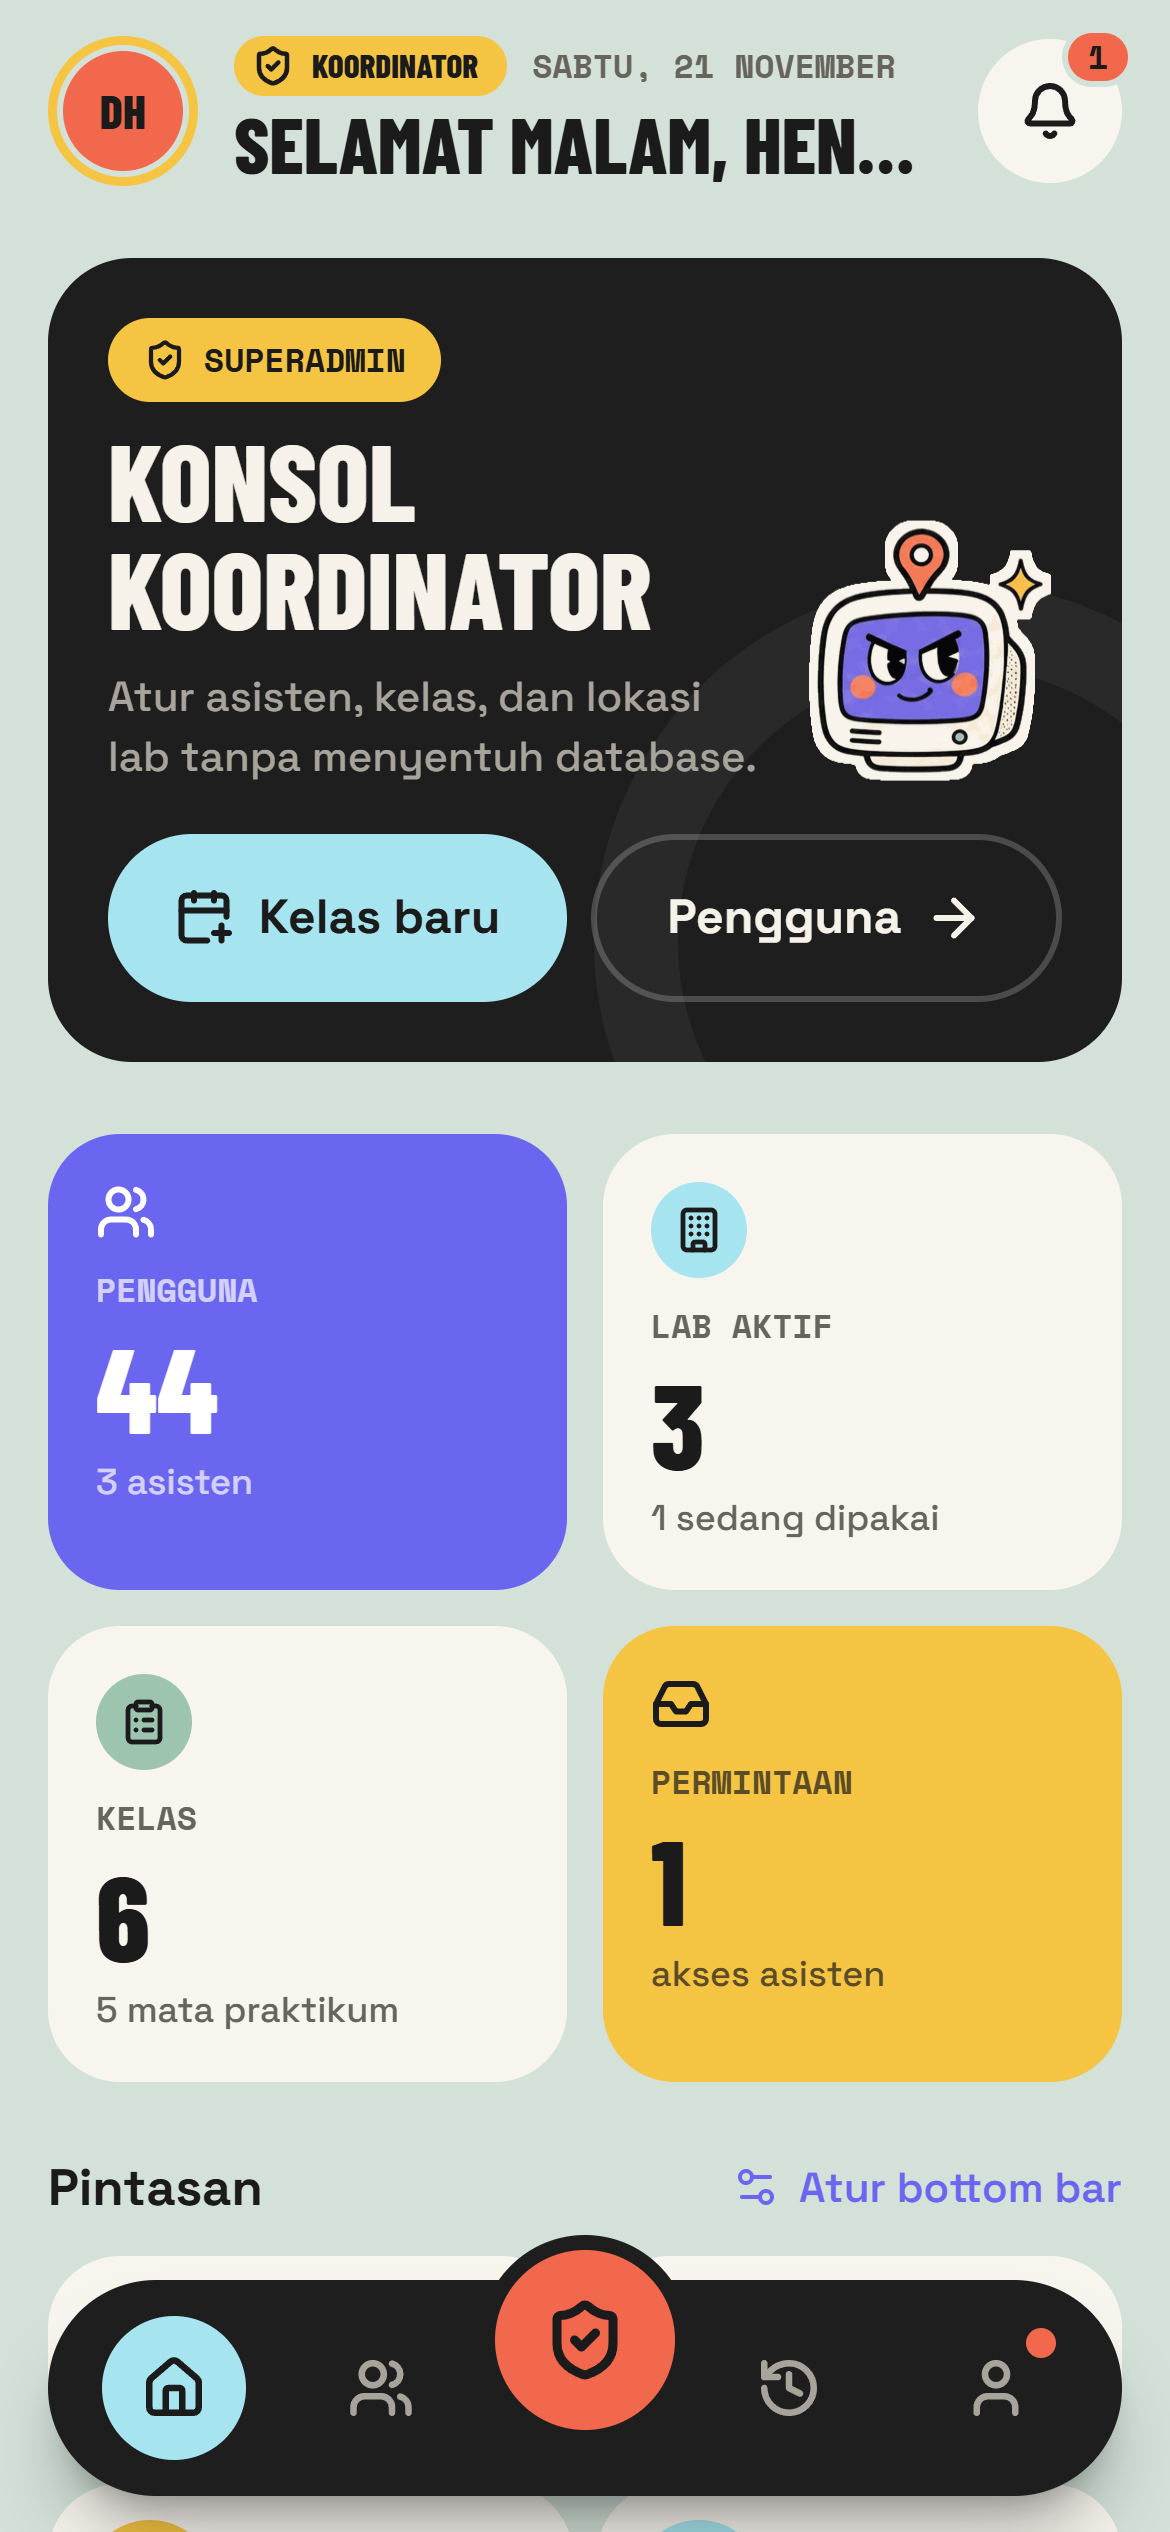 DH
KOORDINATOR
SABTU, 21 NOVEMBER
SELAMAT MALAM, HEN...
1
SUPERADMIN
KONSOL
KOORDINATOR
Atur asisten, kelas, dan lokasi
lab tanpa menyentuh database.
Kelas baru
Pengguna
PENGGUNA
44
3 asisten
LAB AKTIF
3
1 sedang dipakai
KELAS
6
5 mata praktikum
PERMINTAAN
1
akses asisten
Pintasan
Atur bottom bar